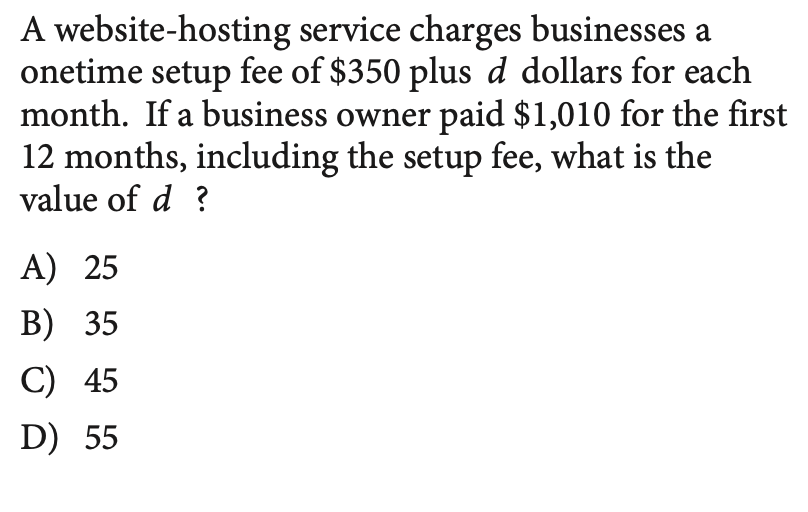 A website-hosting service charges businesses a
onetime setup fee of $350 plus d dollars for each
month. If a business owner paid $1,010 for the first
12 months, including the setup fee, what is the
value of d ?
A) 25
B) 35
C) 45
D) 55